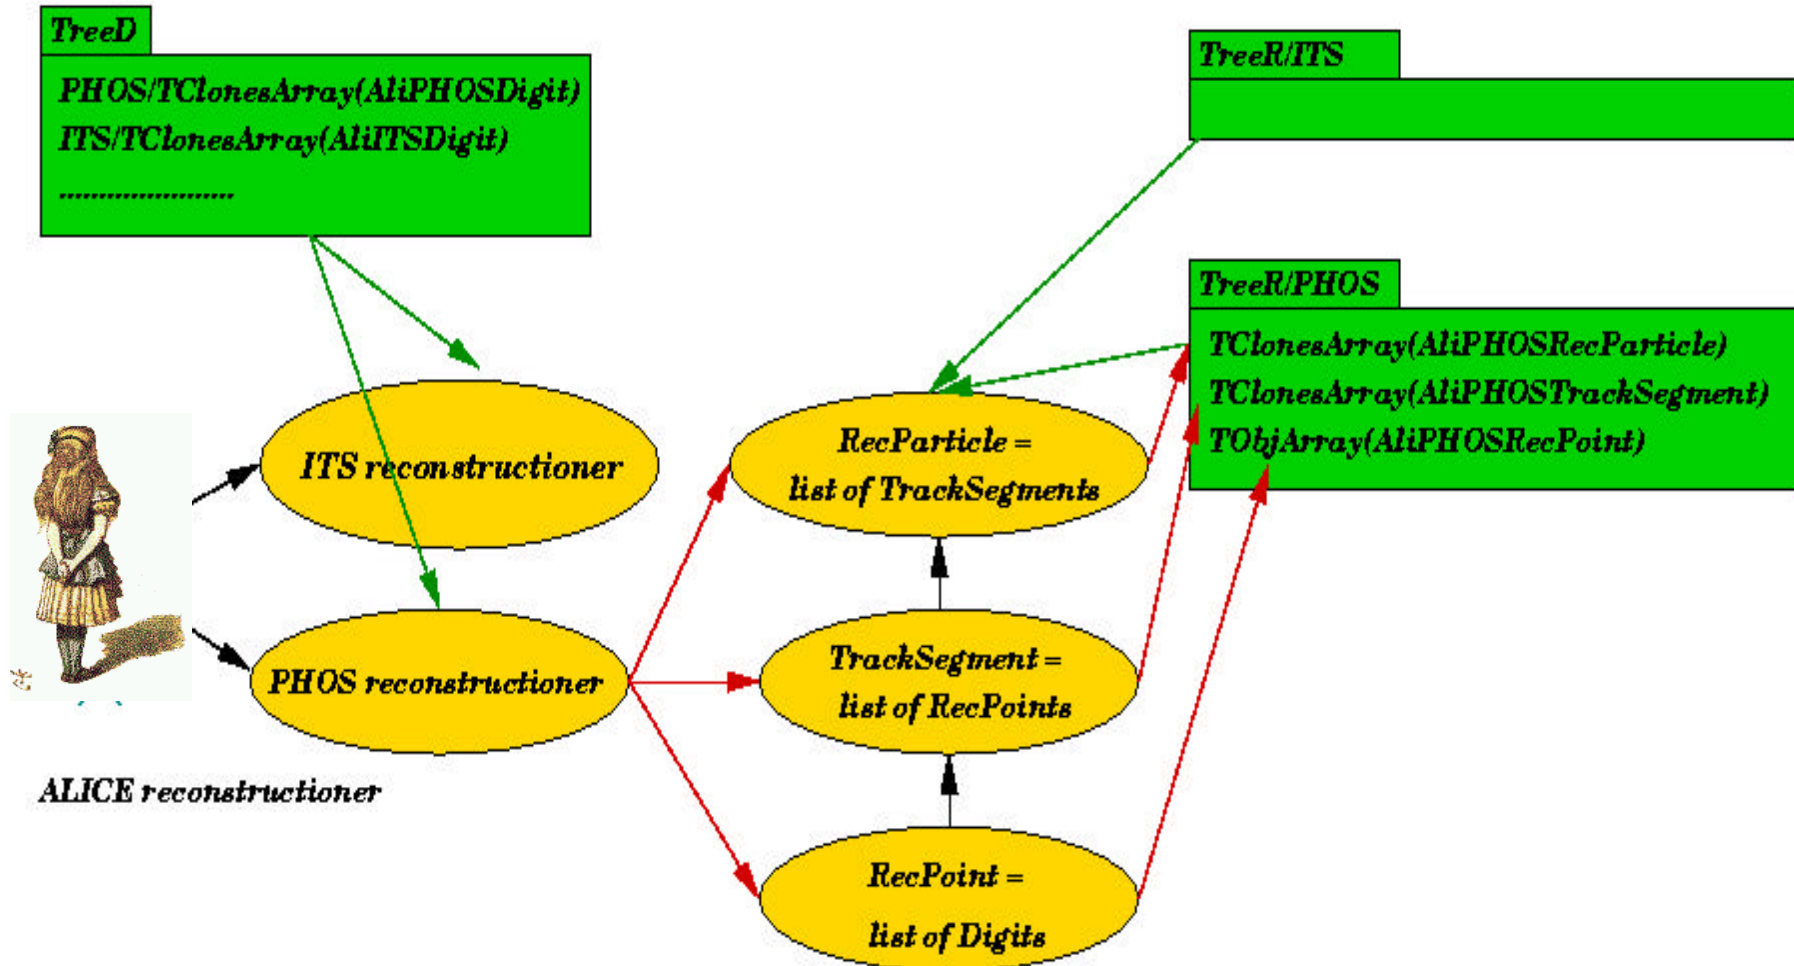 TreeD
PHOS/TClonesArray(AliPHOSDigit)
ITS/TClonesArray(AliITSDigit)
......................
TreeR/ITS
TreeR/PHOS
TClonesArray(AliPHOSRecParticle)
TClonesArray(AliPHOSTrackSegment)
TObjArray(AliPHOSRecPoint)
ITS reconstructioner
RecParticle =
list of TrackSegments
PHOS reconstructioner
TrackSegment =
list of RecPoints
ALICE reconstructioner
RecPoint =
list of Digits